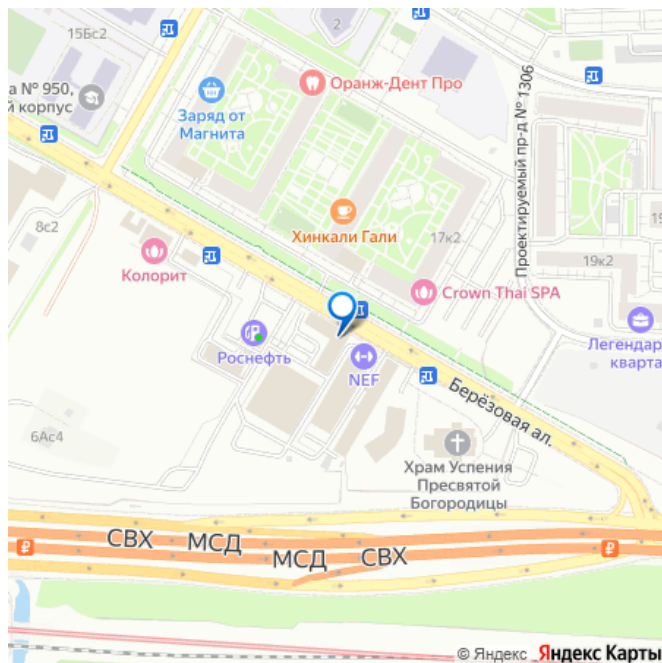 15Бс2
2
Оранж-Дент Про
а № 950,
й корпус
Заряд от
Магнита
Проектируемый пр-д № 1306
8с2
Хинкали Гали
17к2
19
19к2
Колорит
Crown Thai SPA
Роснефть
NEF
Легендар
кварта
Берёзовая ал.
6Ас4
Храм Успения
Пресвятой
Богородицы
СВХ МСД
МСД СВХ
© Яндекс Яндекс Карты